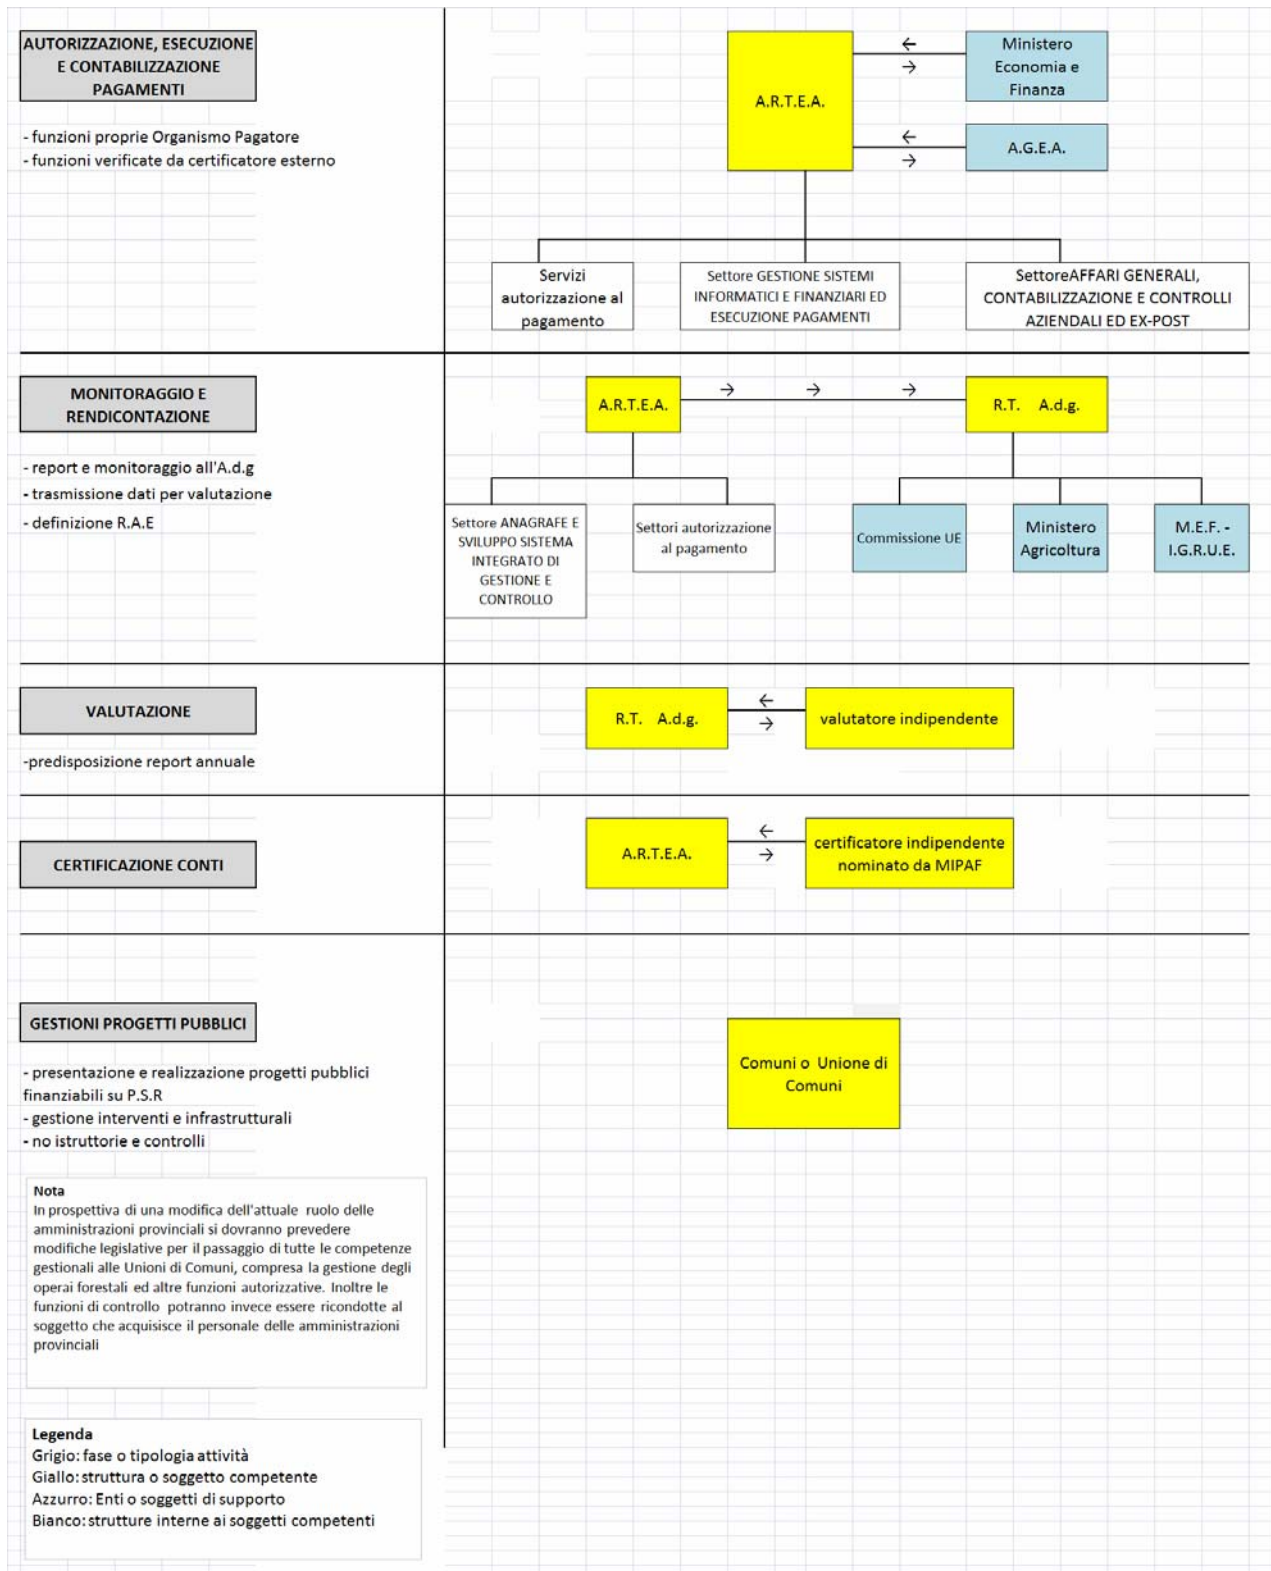 AUTORIZZAZIONE, ESECUZIONE
E CONTABILIZZAZIONE
PAGAMENTI
- funzioni proprie Organismo Pagatore
- funzioni verificate da certificatore esterno
A.R.T.E.A.
←
→
Ministero
Economia e
Finanza
←
→
A.G.E.A.
Servizi
autorizzazione al
pagamento
Settore GESTIONE SISTEMI
INFORMATICI E FINANZIARI ED
ESECUZIONE PAGAMENTI
SettoreAFFARI GENERALI,
CONTABILIZZAZIONE E CONTROLLI
AZIENDALI ED EX-POST
MONITORAGGIO E
RENDICONTAZIONE
- report e monitoraggio all'A.d.g
- trasmissione dati per valutazione
- definizione R.A.E
A.R.T.E.A.
→ → →
R.T. A.d.g.
Settore ANAGRAFE E
SVILUPPO SISTEMA
INTEGRATO DI
GESTIONE E
CONTROLLO
Settori autorizzazione
al pagamento
Commissione UE
Ministero
Agricoltura
M.E.F. -
I.G.R.U.E.
VALUTAZIONE
-predisposizione report annuale
R.T. A.d.g.
←
→
valutatore indipendente
CERTIFICAZIONE CONTI
A.R.T.E.A.
←
→
certificatore indipendente
nominato da MIPAF
GESTIONI PROGETTI PUBBLICI
- presentazione e realizzazione progetti pubblici
finanziabili su P.S.R
- gestione interventi e infrastrutturali
- no istruttorie e controlli
Comuni o Unione di
Comuni
Nota
In prospettiva di una modifica dell'attuale ruolo delle
amministrazioni provinciali si dovranno prevedere
modifiche legislative per il passaggio di tutte le competenze
gestionali alle Unioni di Comuni, compresa la gestione degli
operai forestali ed altre funzioni autorizzative. Inoltre le
funzioni di controllo potranno invece essere ricondotte al
soggetto che acquisisce il personale delle amministrazioni
provinciali
Legenda
Grigio: fase o tipologia attività
Giallo: struttura o soggetto competente
Azzurro: Enti o soggetti di supporto
Bianco: strutture interne ai soggetti competenti